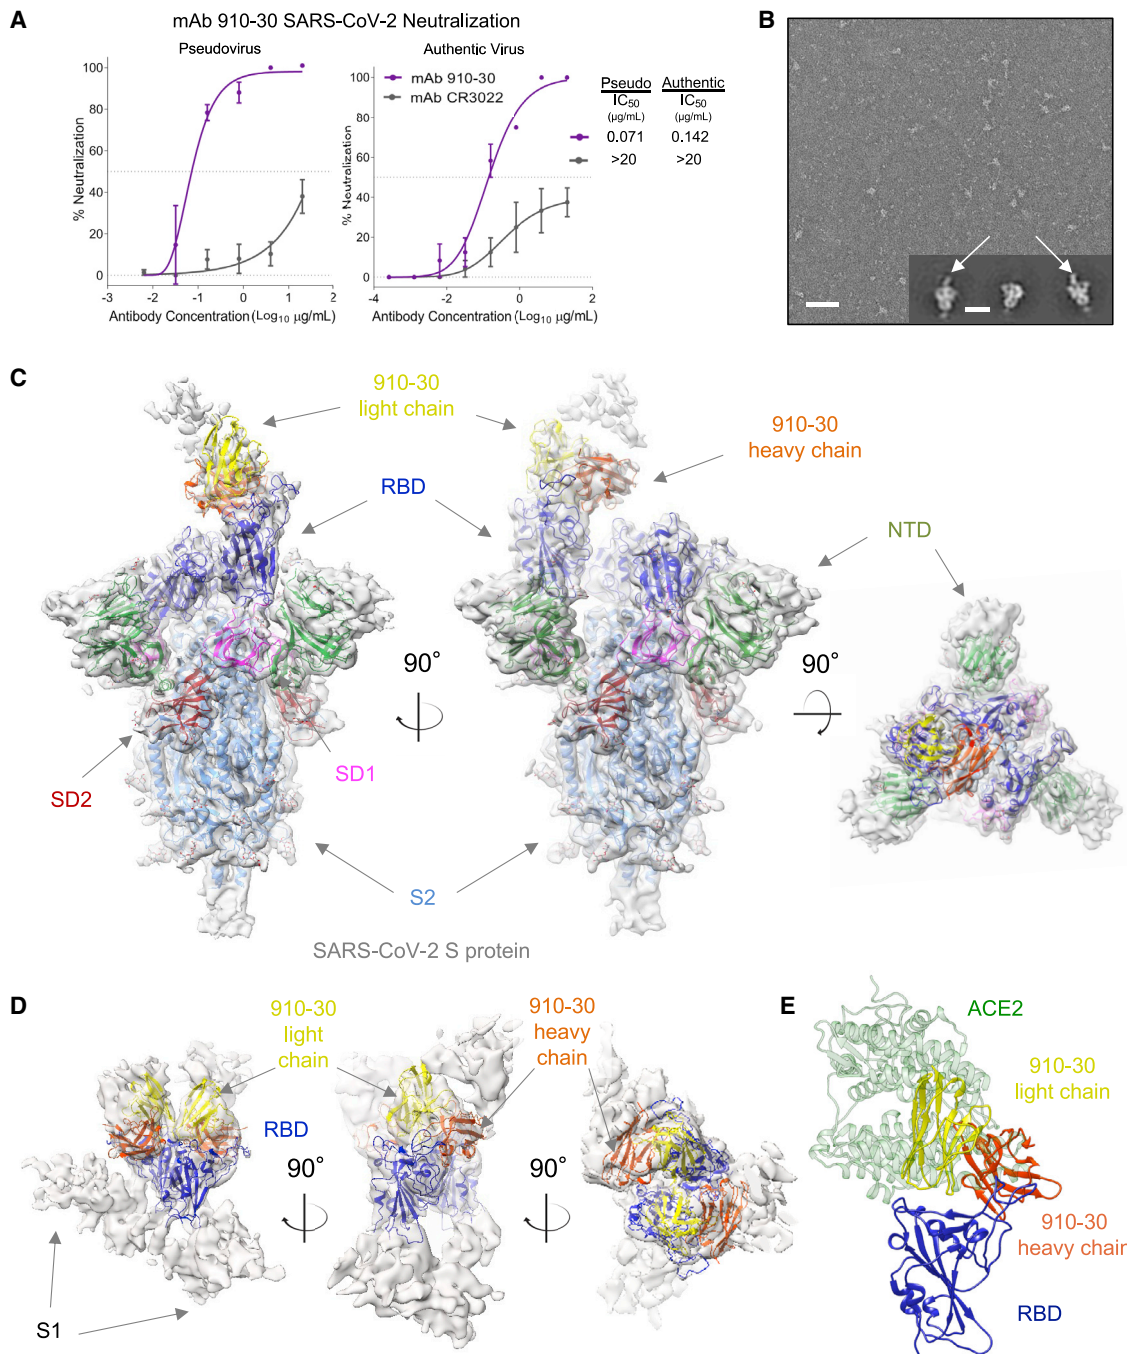 A
mAb 910-30 SARS-CoV-2 Neutralization
Pseudovirus
Authentic Virus
% Neutralization
100
80
60
40
20
0
-3
-2
-1
0
1
2
Antibody Concentration (Log10 µg/mL)
% Neutralization
100
80
60
40
20
0
-4
-2
0
2
Antibody Concentration (Log10 µg/mL)
mAb 910-30
mAb CR3022
Pseudo Authentic
IC50 IC50
(µg/mL) (µg/mL)
0.071 0.142
>20 >20
B
C
910-30
light chain
910-30
heavy chain
RBD
NTD
90°
90°
SD2
SD1
S2
SARS-CoV-2 S protein
D
910-30
light
chain
910-30
heavy
chain
RBD
90°
90°
S1
E
ACE2
910-30
light chain
910-30
heavy chain
RBD